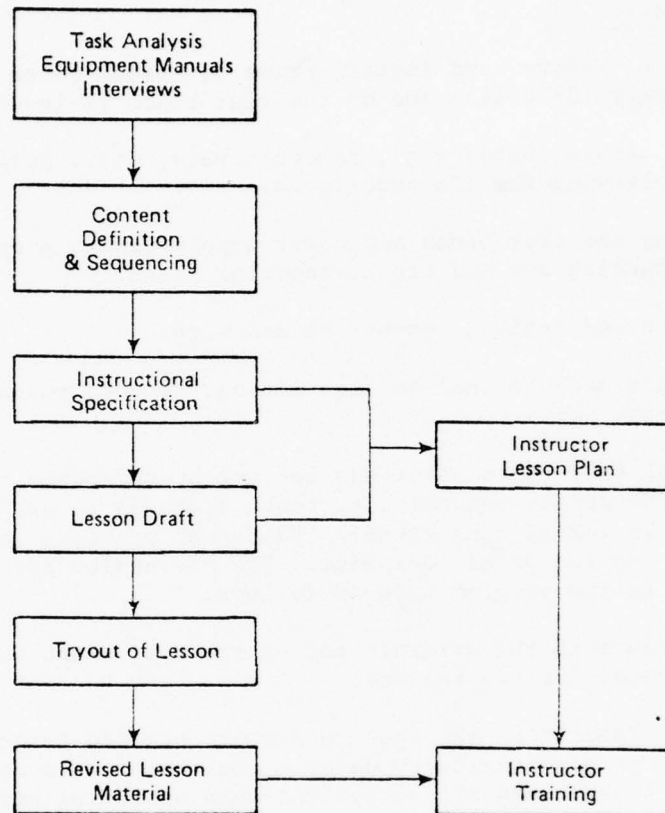 Task Analysis
Equipment Manuals
Interviews
Content
Definition
& Sequencing
Instructional
Specification
Instructor
Lesson Plan
Lesson Draft
Tryout of Lesson
Revised Lesson
Material
Instructor
Training